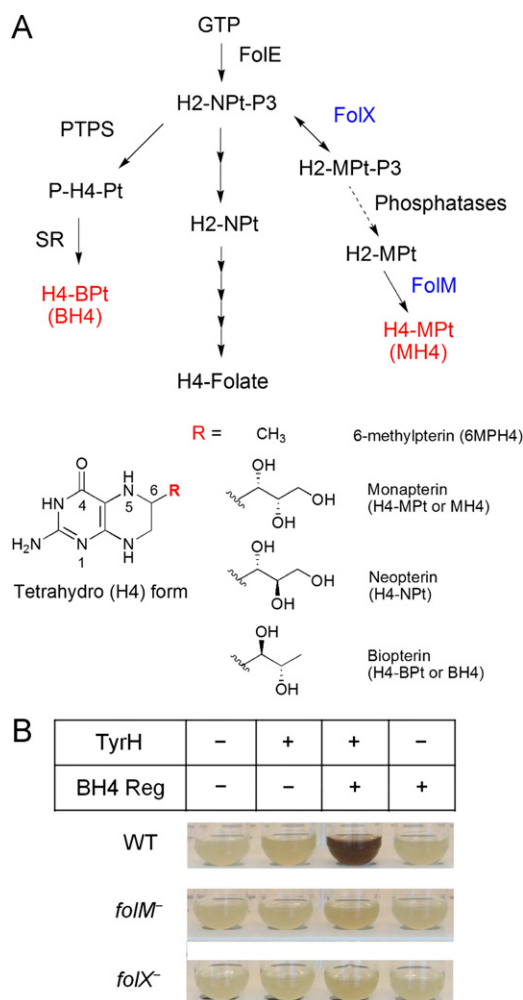 A
GTP
FolE
H2-NPt-P3
PTPS
FolX
H2-MPt-P3
P-H4-Pt
Phosphatases
H2-NPt
SR
H2-MPt
FolM
H4-BPt
(BH4)
H4-MPt
(MH4)
H4-Folate
R = CH3 6-methylpterin (6MPH4)
O
H
N
R
4
5
6
HN
H2N
N
1
N
H
Tetrahydro (H4) form
OH
OH
OH
Monapterin
(H4-MPt or MH4)
OH
OH
OH
Neopterin
(H4-NPt)
OH
OH
Biopterin
(H4-BPt or BH4)
B
TyrH – + + –
BH4 Reg – – + +
WT
folM–
folX–